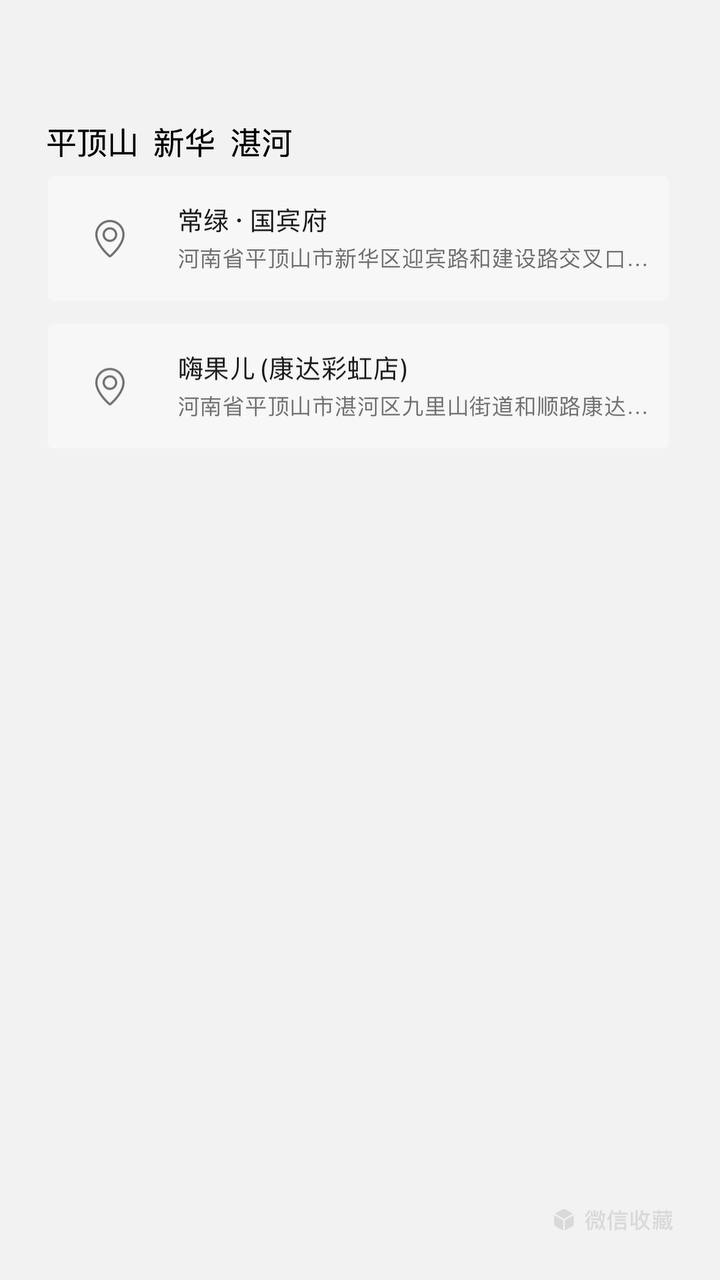 平顶山 新华 湛河
常绿·国宾府
河南省平顶山市新华区迎宾路和建设路交叉口...
嗨果儿(康达彩虹店)
河南省平顶山市湛河区九里山街道和顺路康达...
微信收藏